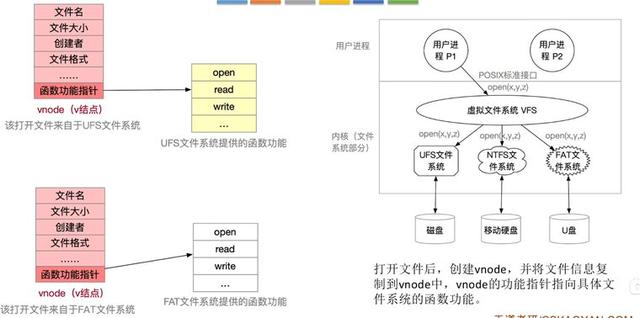 文件名
文件大小
创建者
文件格式
......
函数功能指针
vnode（v结点）
该打开文件来自于UFS文件系统
open
read
write
...
UFS文件系统提供的函数功能
文件名
文件大小
创建者
文件格式
......
函数功能指针
vnode（v结点）
该打开文件来自于FAT文件系统
open
read
write
...
FAT文件系统提供的函数功能
用户进程
用户进
程 P1
用户进
程 P2
POSIX标准接口
open(x,y,z)
虚拟文件系统 VFS
内核（文件
系统部分）
open(x,y,z)
open(x,y,z)
open(x,y,z)
UFS文件
系统
NTFS文
件系统
FAT文
件系统
磁盘
移动硬盘
U盘
打开文件后，创建vnode，并将文件信息复
制到vnode中，vnode的功能指针指向具体文
件系统的函数功能。